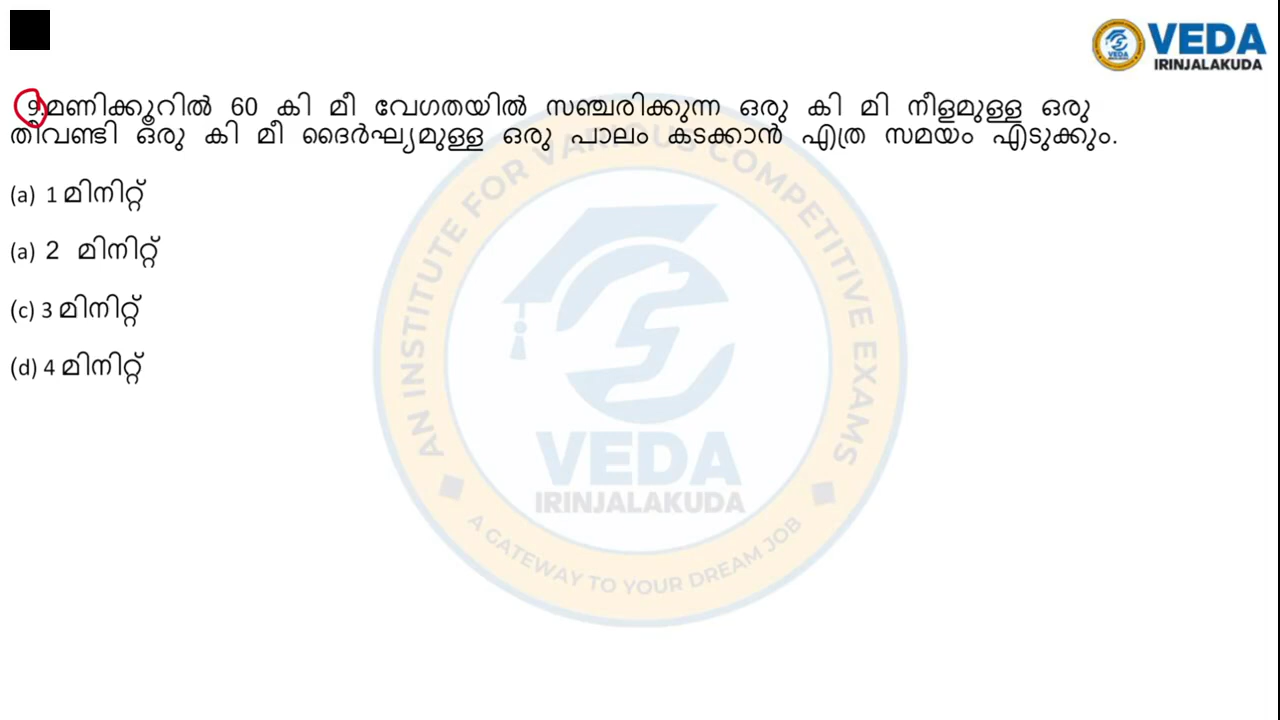 VEDA
IRINJALAKUDA
9.മണിക്കൂറിൽ 60 കി മീ വേഗതയിൽ സഞ്ചരിക്കുന്ന ഒരു കി മി നീളമുള്ള ഒരു
തീവണ്ടി ഒരു കി മീ ദൈർഘ്യമുള്ള ഒരു പാലം കടക്കാൻ എത്ര സമയം എടുക്കും.
(a) 1 മിനിറ്റ്
(a) 2 മിനിറ്റ്
(c) 3 മിനിറ്റ്
(d) 4 മിനിറ്റ്
AN INSTITUTE FOR VARIOUS COMPETITIVE EXAMS
VEDA
IRINJALAKUDA
A GATEWAY TO YOUR DREAM JOB